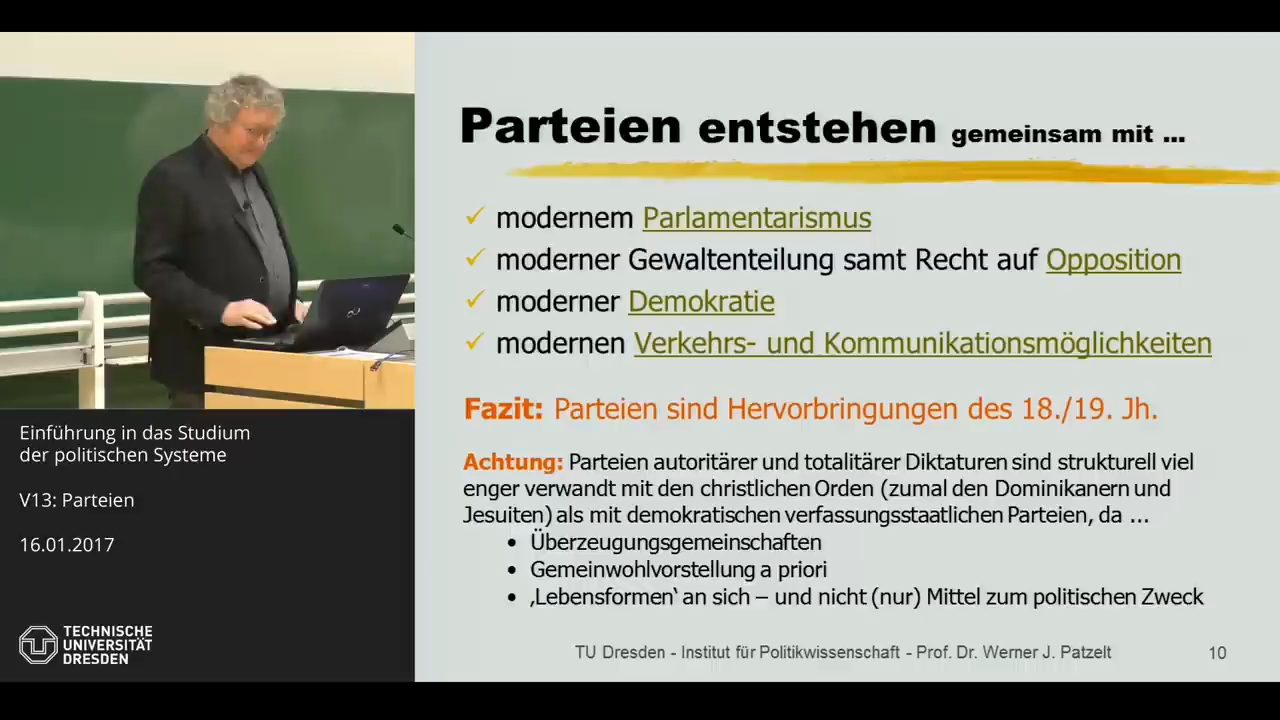 Parteien entstehen gemeinsam mit ...
✓ modernem Parlamentarismus
✓ moderner Gewaltenteilung samt Recht auf Opposition
✓ moderner Demokratie
✓ modernen Verkehrs- und Kommunikationsmöglichkeiten
Fazit: Parteien sind Hervorbringungen des 18./19. Jh.
Achtung: Parteien autoritärer und totalitärer Diktaturen sind strukturell viel
enger verwandt mit den christlichen Orden (zumal den Dominikanern und
Jesuiten) als mit demokratischen verfassungsstaatlichen Parteien, da ...
• Überzeugungsgemeinschaften
• Gemeinwohlvorstellung a priori
• ‚Lebensformen‘ an sich – und nicht (nur) Mittel zum politischen Zweck
TU Dresden - Institut für Politikwissenschaft - Prof. Dr. Werner J. Patzelt
10
Einführung in das Studium
der politischen Systeme
V13: Parteien
16.01.2017
TECHNISCHE
UNIVERSITÄT
DRESDEN